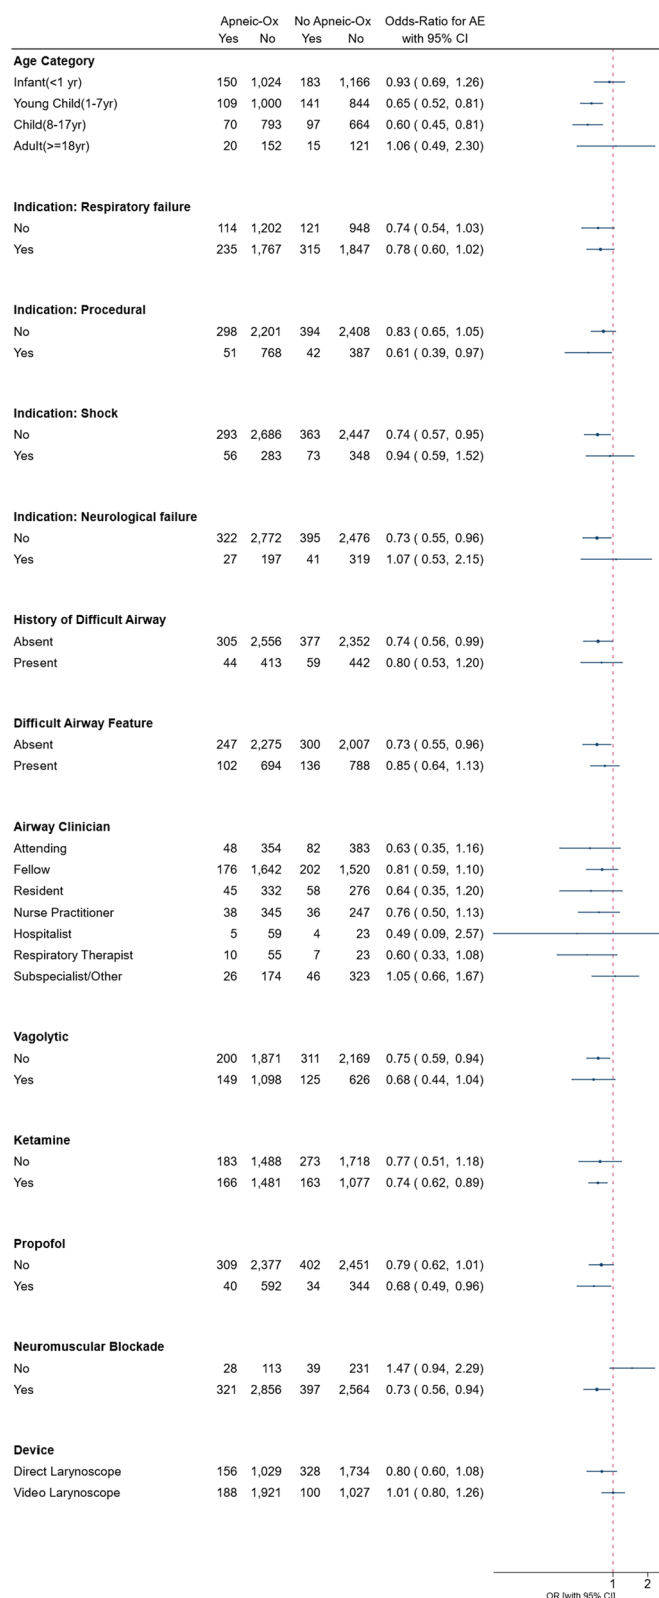 Apneic-Ox No Apneic-Ox Odds-Ratio for AE
Yes No Yes No with 95% CI
Age Category
Infant(<1 yr) 150 1,024 183 1,166 0.93 ( 0.69, 1.26)
Young Child(1-7yr) 109 1,000 141 844 0.65 ( 0.52, 0.81)
Child(8-17yr) 70 793 97 664 0.60 ( 0.45, 0.81)
Adult(>=18yr) 20 152 15 121 1.06 ( 0.49, 2.30)
Indication: Respiratory failure
No 114 1,202 121 948 0.74 ( 0.54, 1.03)
Yes 235 1,767 315 1,847 0.78 ( 0.60, 1.02)
Indication: Procedural
No 298 2,201 394 2,408 0.83 ( 0.65, 1.05)
Yes 51 768 42 387 0.61 ( 0.39, 0.97)
Indication: Shock
No 293 2,686 363 2,447 0.74 ( 0.57, 0.95)
Yes 56 283 73 348 0.94 ( 0.59, 1.52)
Indication: Neurological failure
No 322 2,772 395 2,476 0.73 ( 0.55, 0.96)
Yes 27 197 41 319 1.07 ( 0.53, 2.15)
History of Difficult Airway
Absent 305 2,556 377 2,352 0.74 ( 0.56, 0.99)
Present 44 413 59 442 0.80 ( 0.53, 1.20)
Difficult Airway Feature
Absent 247 2,275 300 2,007 0.73 ( 0.55, 0.96)
Present 102 694 136 788 0.85 ( 0.64, 1.13)
Airway Clinician
Attending 48 354 82 383 0.63 ( 0.35, 1.16)
Fellow 176 1,642 202 1,520 0.81 ( 0.59, 1.10)
Resident 45 332 58 276 0.64 ( 0.35, 1.20)
Nurse Practitioner 38 345 36 247 0.76 ( 0.50, 1.13)
Hospitalist 5 59 4 23 0.49 ( 0.09, 2.57)
Respiratory Therapist 10 55 7 23 0.60 ( 0.33, 1.08)
Subspecialist/Other 26 174 46 323 1.05 ( 0.66, 1.67)
Vagolytic
No 200 1,871 311 2,169 0.75 ( 0.59, 0.94)
Yes 149 1,098 125 626 0.68 ( 0.44, 1.04)
Ketamine
No 183 1,488 273 1,718 0.77 ( 0.51, 1.18)
Yes 166 1,481 163 1,077 0.74 ( 0.62, 0.89)
Propofol
No 309 2,377 402 2,451 0.79 ( 0.62, 1.01)
Yes 40 592 34 344 0.68 ( 0.49, 0.96)
Neuromuscular Blockade
No 28 113 39 231 1.47 ( 0.94, 2.29)
Yes 321 2,856 397 2,564 0.73 ( 0.56, 0.94)
Device
Direct Larynoscope 156 1,029 328 1,734 0.80 ( 0.60, 1.08)
Video Larynoscope 188 1,921 100 1,027 1.01 ( 0.80, 1.26)
1 2
OR [with 95% CI]